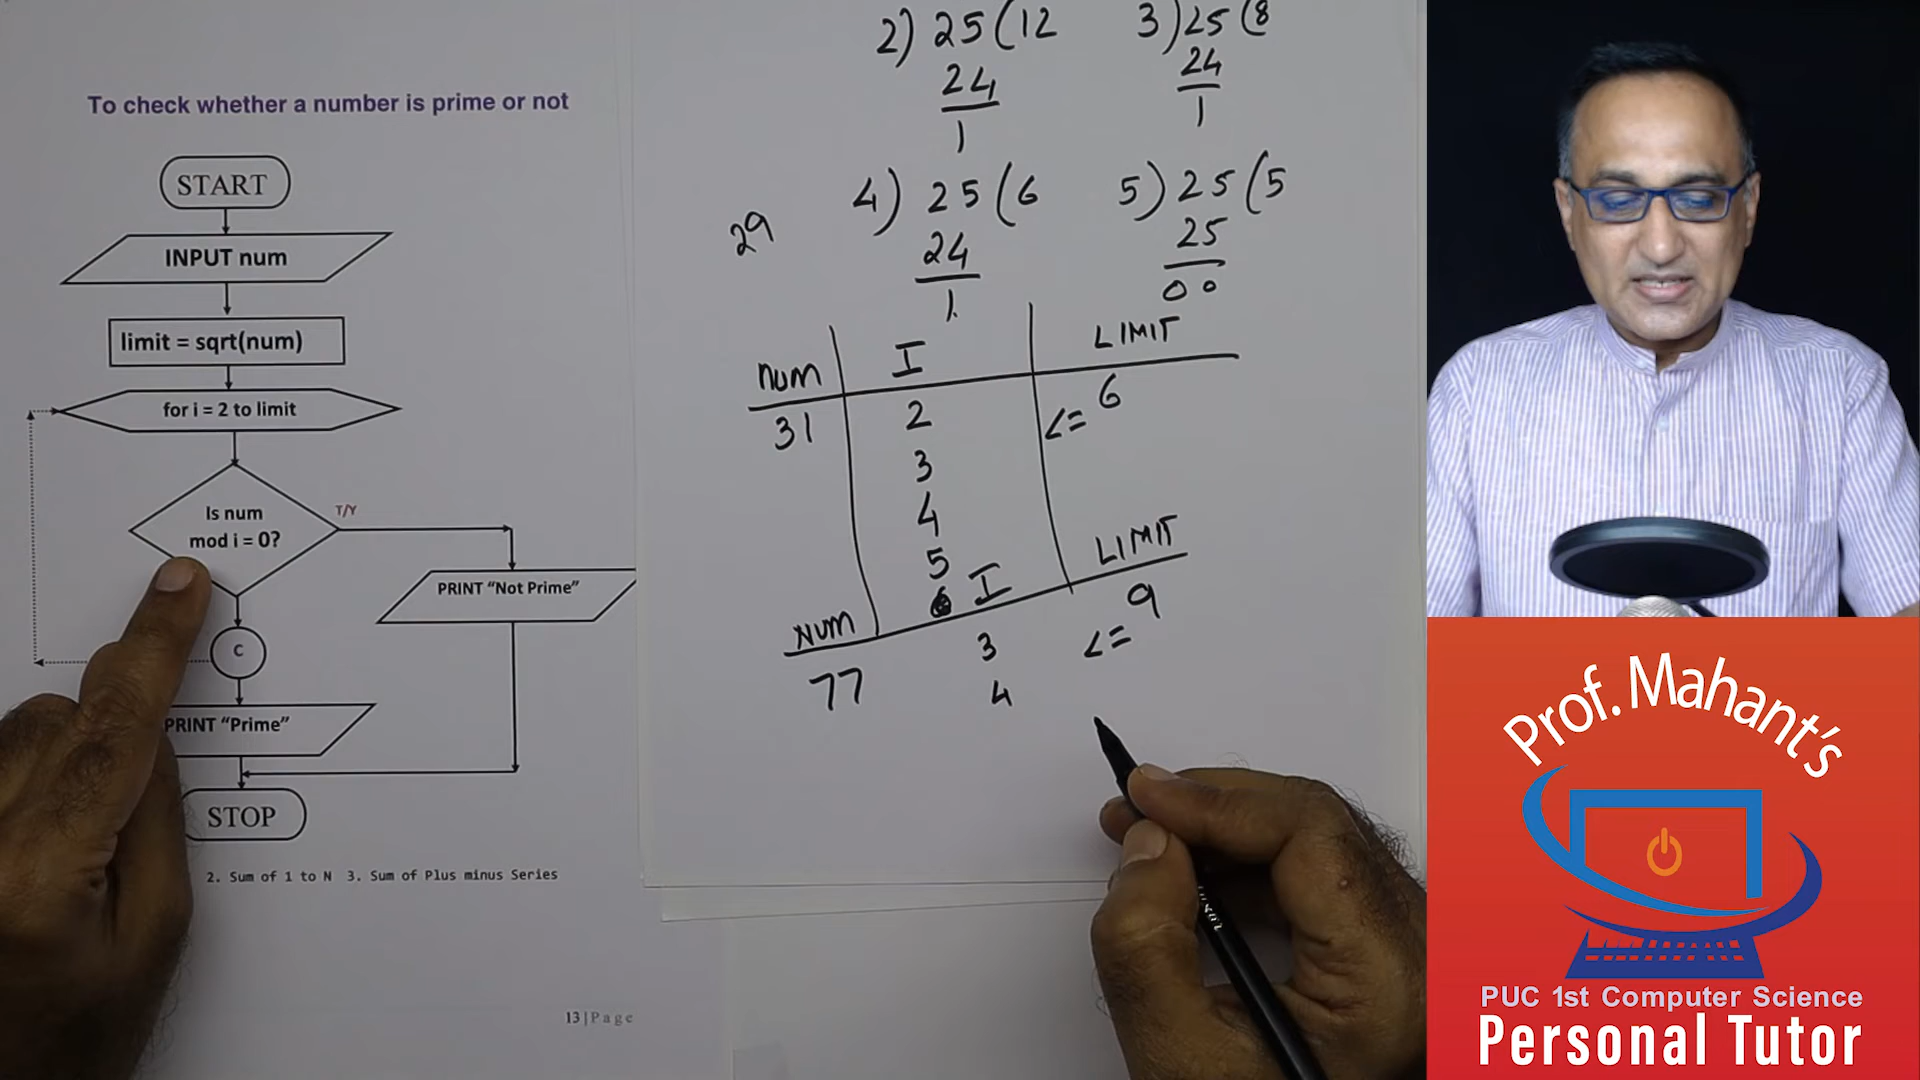 To check whether a number is prime or not
START
INPUT num
limit = sqrt(num)
for i = 2 to limit
Is num
mod i = 0?
T/Y
PRINT “Not Prime”
C
PRINT “Prime”
STOP
2. Sum of 1 to N 3. Sum of Plus minus Series
13|Page
2) 25 (12
24
1
3) 25 (8
24
1
29
4) 25 (6
24
1
5) 25 (5
25
00
Num I LIMIT
31 2 <= 6
3
4
5
6
Num I LIMIT
77 3 <= 9
4
Prof. Mahant's
PUC 1st Computer Science
Personal Tutor